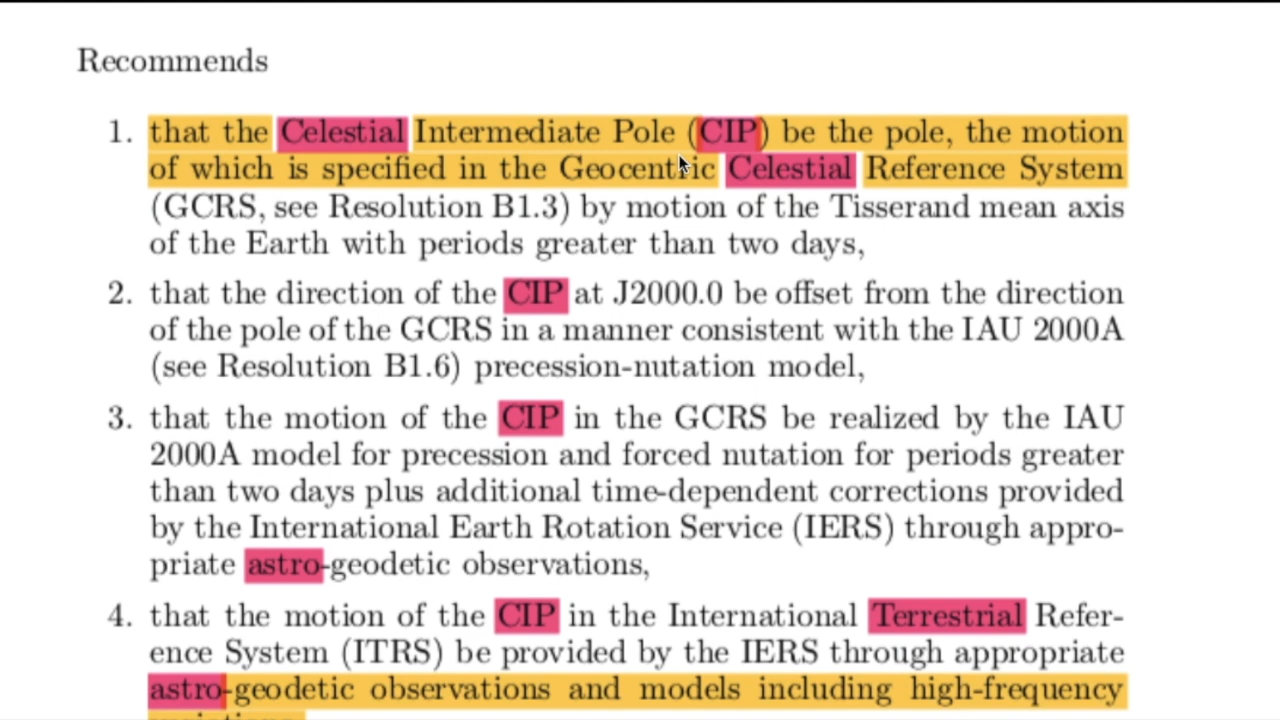 Recommends
1. that the Celestial Intermediate Pole (CIP) be the pole, the motion
of which is specified in the Geocentric Celestial Reference System
(GCRS, see Resolution B1.3) by motion of the Tisserand mean axis
of the Earth with periods greater than two days,
2. that the direction of the CIP at J2000.0 be offset from the direction
of the pole of the GCRS in a manner consistent with the IAU 2000A
(see Resolution B1.6) precession-nutation model,
3. that the motion of the CIP in the GCRS be realized by the IAU
2000A model for precession and forced nutation for periods greater
than two days plus additional time-dependent corrections provided
by the International Earth Rotation Service (IERS) through appro-
priate astro-geodetic observations,
4. that the motion of the CIP in the International Terrestrial Refer-
ence System (ITRS) be provided by the IERS through appropriate
astro-geodetic observations and models including high-frequency